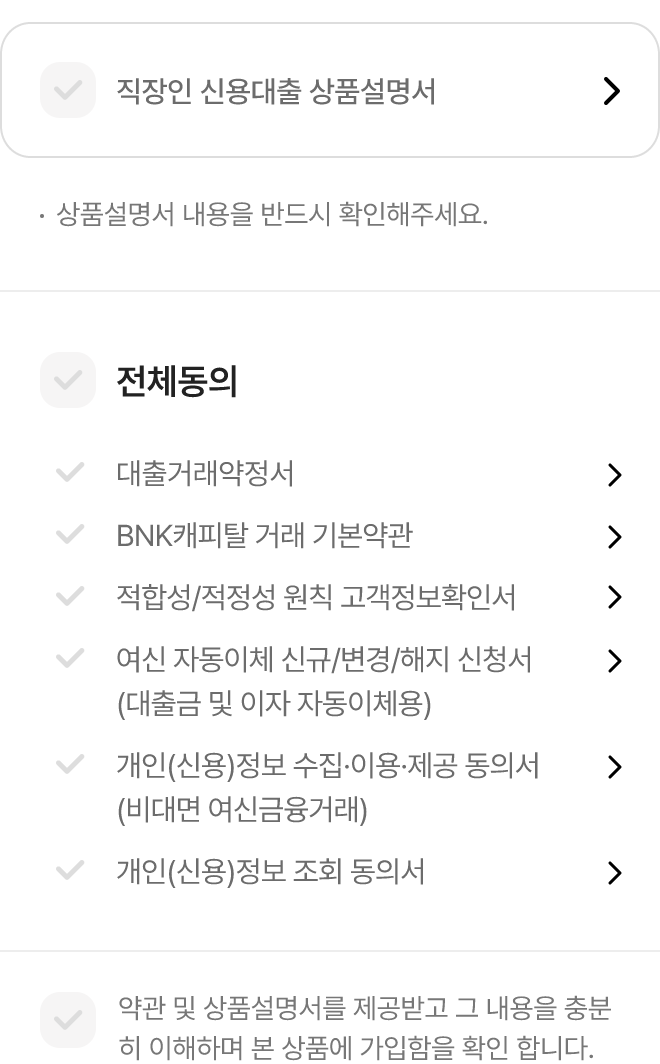 직장인 신용대출 상품설명서
· 상품설명서 내용을 반드시 확인해주세요.
전체동의
대출거래약정서
BNK캐피탈 거래 기본약관
적합성/적정성 원칙 고객정보확인서
여신 자동이체 신규/변경/해지 신청서
(대출금 및 이자 자동이체용)
개인(신용)정보 수집·이용·제공 동의서
(비대면 여신금융거래)
개인(신용)정보 조회 동의서
약관 및 상품설명서를 제공받고 그 내용을 충분
히 이해하며 본 상품에 가입함을 확인 합니다.